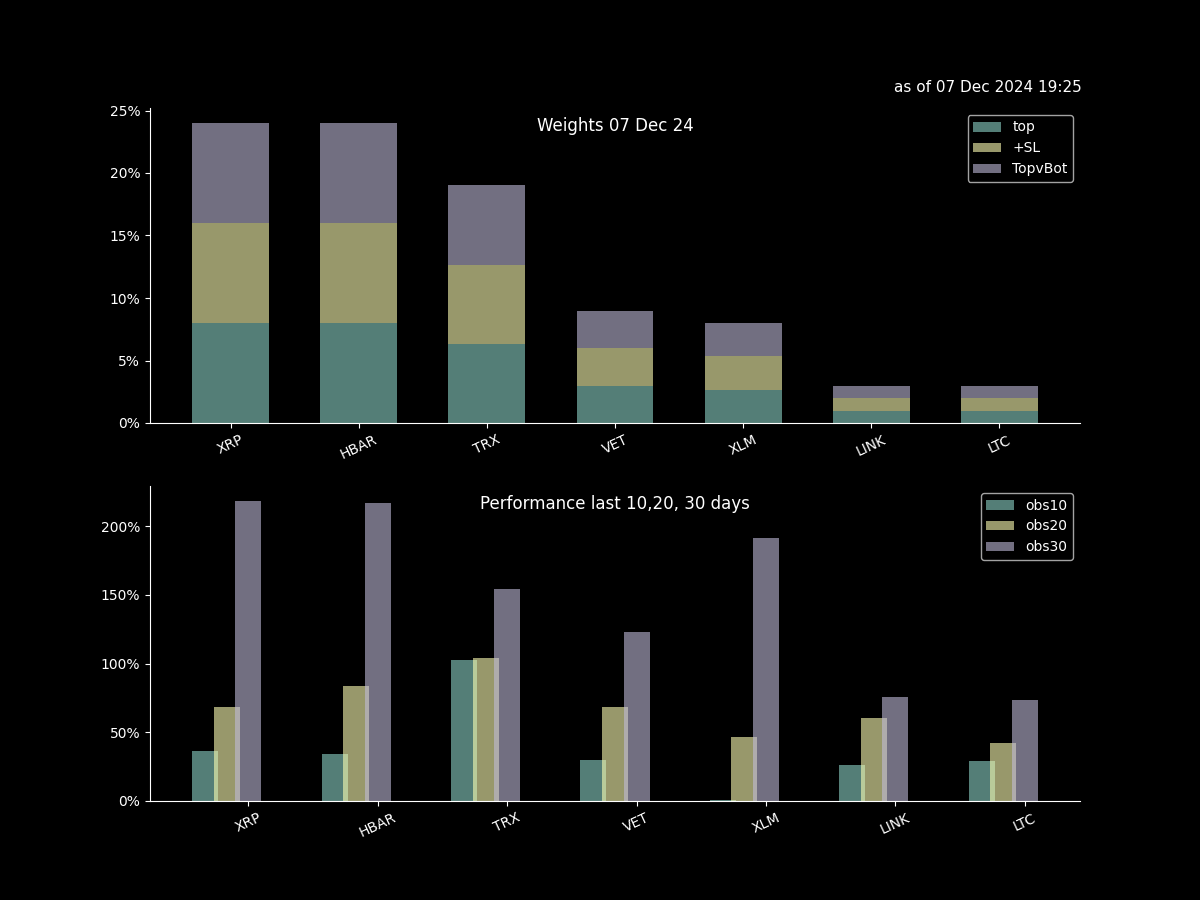 as of 07 Dec 2024 19:25
Weights 07 Dec 24
25%
20%
15%
10%
5%
0%
top
+SL
TopvBot
XRP
HBAR
TRX
VET
XLM
LINK
LTC
Performance last 10,20, 30 days
200%
150%
100%
50%
0%
obs10
obs20
obs30
XRP
HBAR
TRX
VET
XLM
LINK
LTC